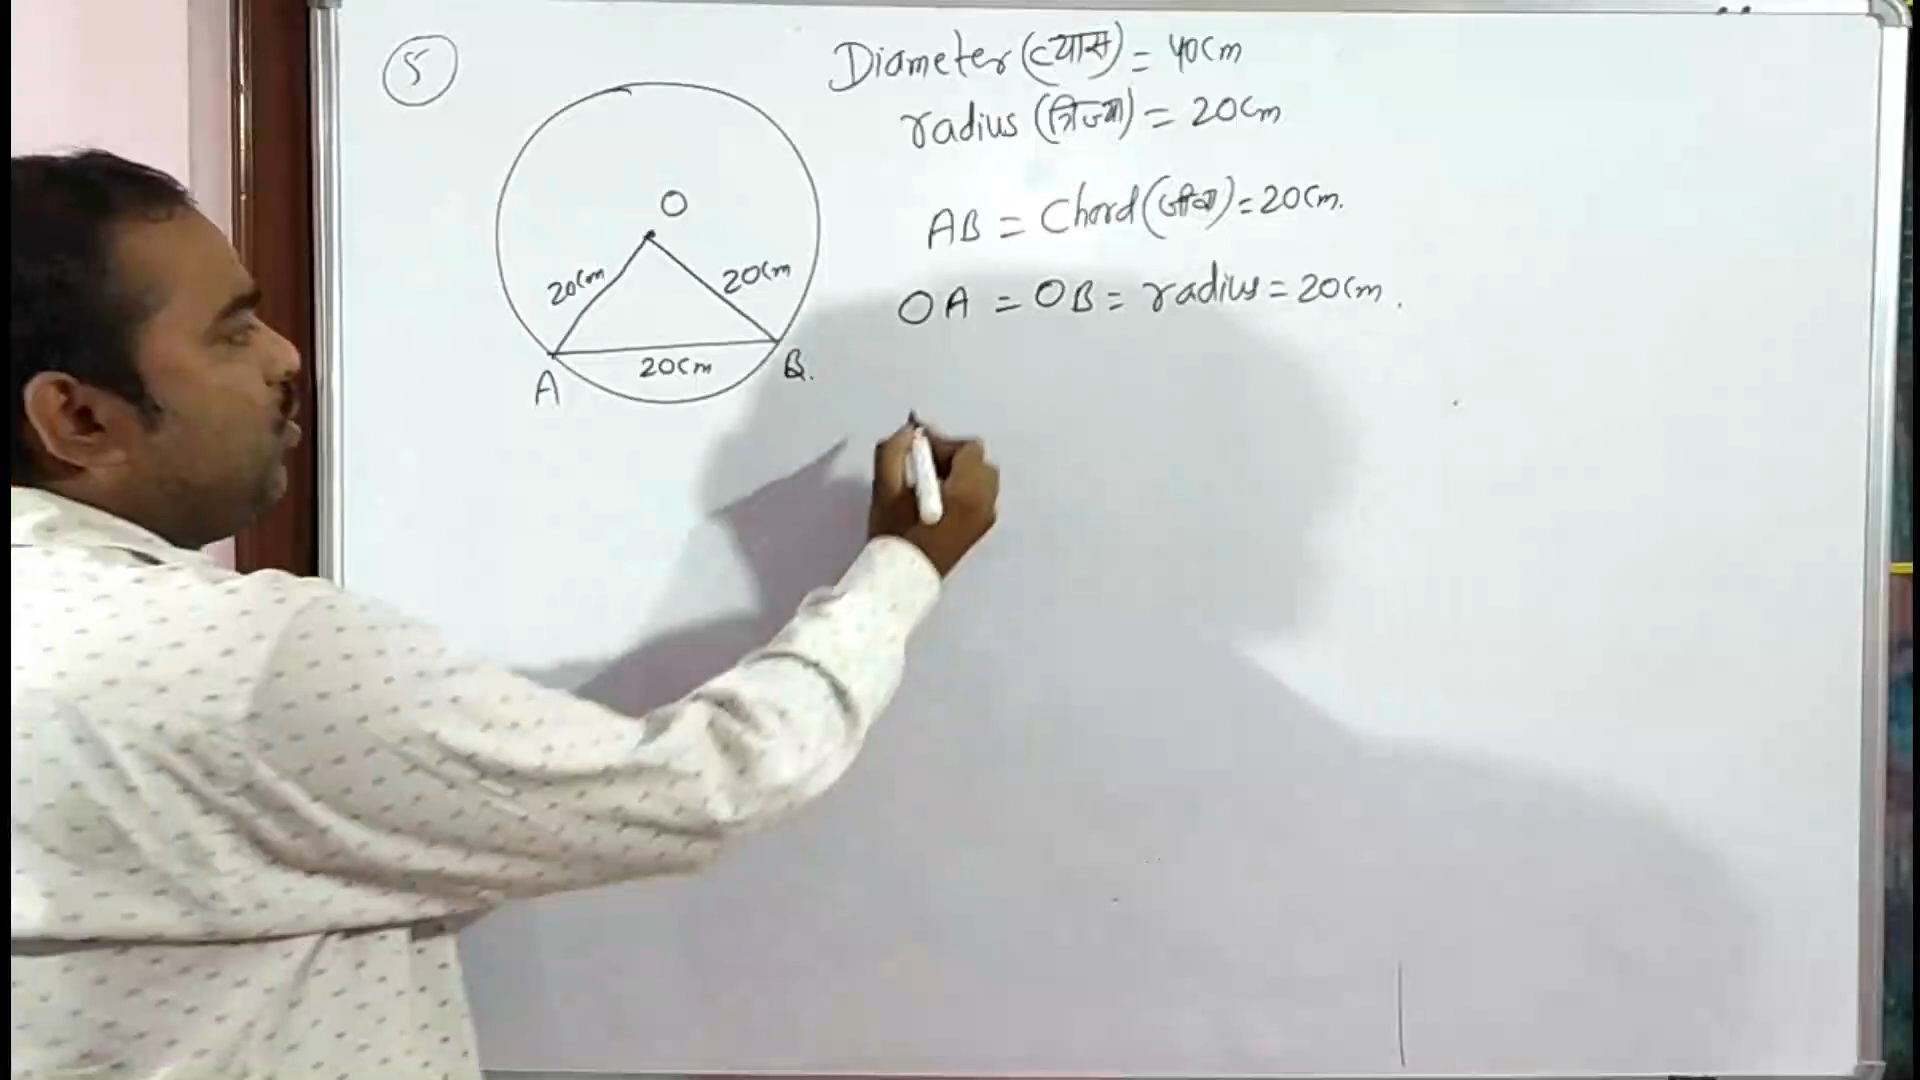 5
Diameter (व्यास) = 40cm
radius (त्रिज्या) = 20cm
AB = Chord (जीवा) = 20cm.
OA = OB = radius = 20cm.
O
20cm
20cm
20cm
A
B.